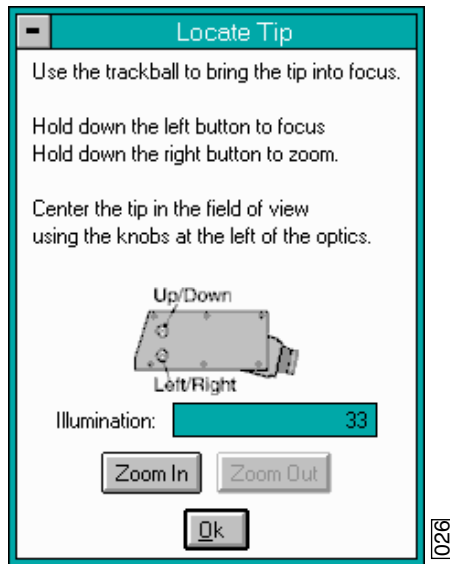 Locate Tip
Use the trackball to bring the tip into focus.
Hold down the left button to focus
Hold down the right button to zoom.
Center the tip in the field of view
using the knobs at the left of the optics.
Up/Down
Left/Right
Illumination: 33
Zoom In Zoom Out
Ok
026